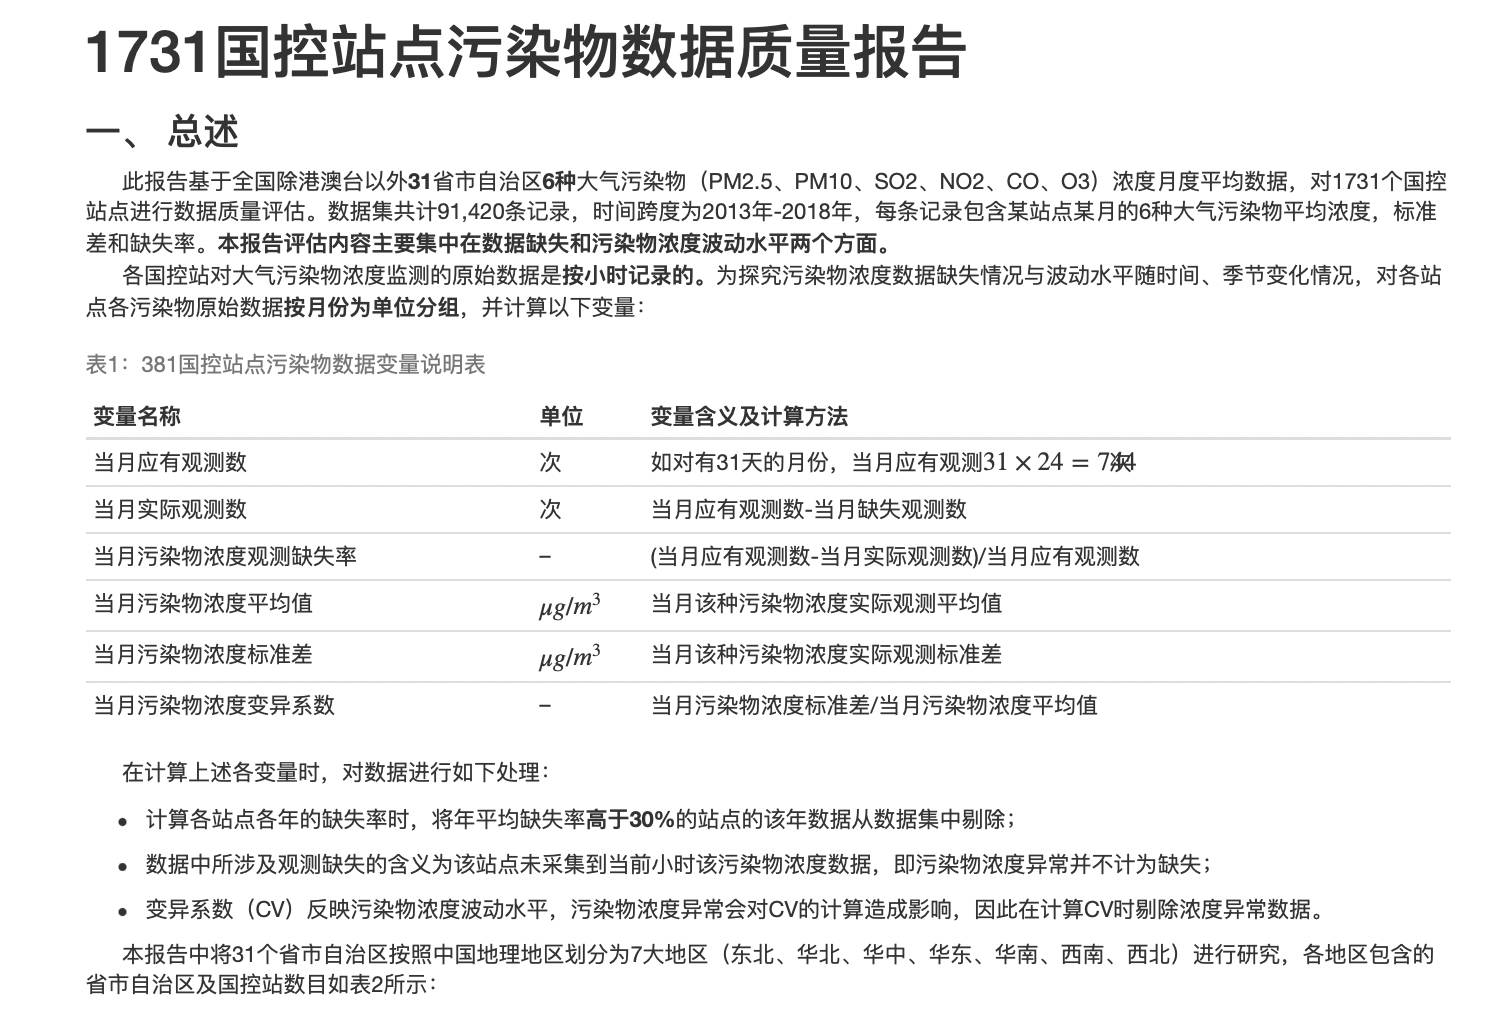 1731国控站点污染物数据质量报告
一、 总述
此报告基于全国除港澳台以外31省市自治区6种大气污染物（PM2.5、PM10、SO2、NO2、CO、O3）浓度月度平均数据，对1731个国控
站点进行数据质量评估。数据集共计91,420条记录，时间跨度为2013年-2018年，每条记录包含某站点某月的6种大气污染物平均浓度，标准
差和缺失率。本报告评估内容主要集中在数据缺失和污染物浓度波动水平两个方面。
各国控站对大气污染物浓度监测的原始数据是按小时记录的。为探究污染物浓度数据缺失情况与波动水平随时间、季节变化情况，对各站
点各污染物原始数据按月份为单位分组，并计算以下变量：
表1：381国控站点污染物数据变量说明表
变量名称 单位 变量含义及计算方法
当月应有观测数 次 如对有31天的月份，当月应有观测31 × 24 = 744次
当月实际观测数 次 当月应有观测数-当月缺失观测数
当月污染物浓度观测缺失率 – (当月应有观测数-当月实际观测数)/当月应有观测数
当月污染物浓度平均值 μg/m³ 当月该种污染物浓度实际观测平均值
当月污染物浓度标准差 μg/m³ 当月该种污染物浓度实际观测标准差
当月污染物浓度变异系数 – 当月污染物浓度标准差/当月污染物浓度平均值
在计算上述各变量时，对数据进行如下处理：
• 计算各站点各年的缺失率时，将年平均缺失率高于30%的站点的该年数据从数据集中剔除；
• 数据中所涉及观测缺失的含义为该站点未采集到当前小时该污染物浓度数据，即污染物浓度异常并不计为缺失；
• 变异系数（CV）反映污染物浓度波动水平，污染物浓度异常会对CV的计算造成影响，因此在计算CV时剔除浓度异常数据。
本报告中将31个省市自治区按照中国地理地区划分为7大地区（东北、华北、华中、华东、华南、西南、西北）进行研究，各地区包含的
省市自治区及国控站数目如表2所示：